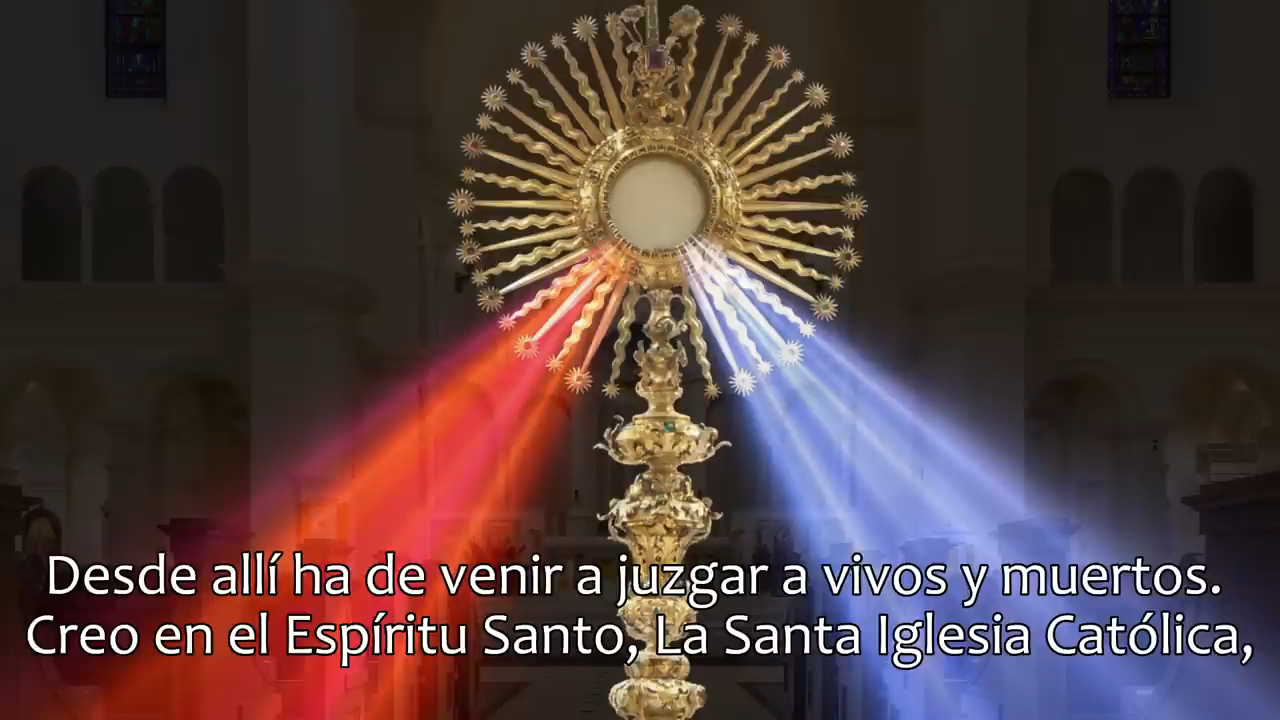 Desde allí ha de venir a juzgar a vivos y muertos.
Creo en el Espíritu Santo, La Santa Iglesia Católica,